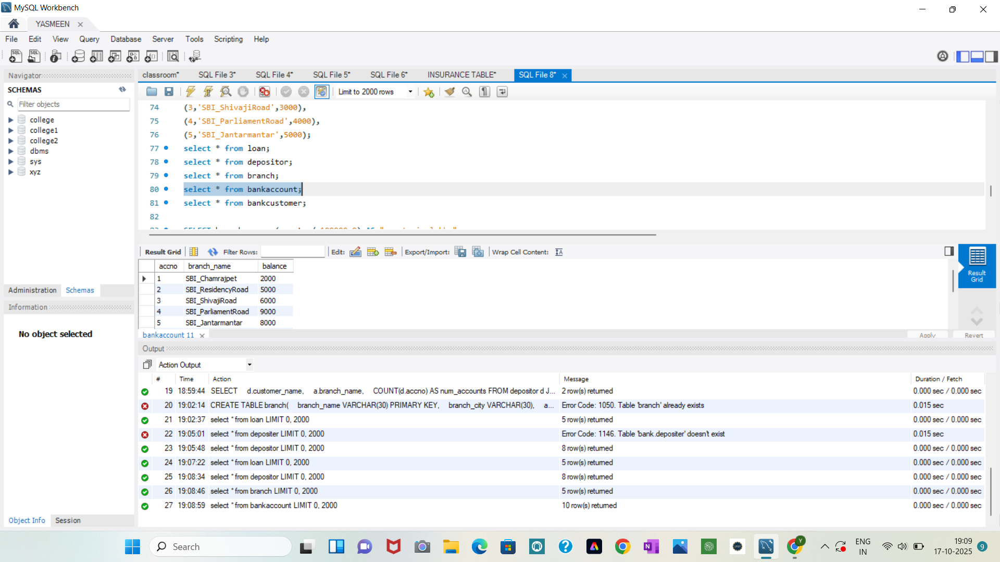 MySQL Workbench
YASMEEN
File Edit View Query Database Server Tools Scripting Help
Navigator
SCHEMAS
Filter objects
college
college1
college2
dbms
sys
xyz
Administration Schemas
Information
No object selected
Object Info Session
classroom* SQL File 3* SQL File 4* SQL File 5* SQL File 6* INSURANCE TABLE* SQL File 8*
Limit to 2000 rows
74 (3,'SBI_ShivajiRoad',3000),
75 (4,'SBI_ParliamentRoad',4000),
76 (5,'SBI_Jantarmantar',5000);
77 select * from loan;
78 select * from depositor;
79 select * from branch;
80 select * from bankaccount;
81 select * from bankcustomer;
82
Result Grid Filter Rows: Edit: Export/Import: Wrap Cell Content:
accno branch_name balance
1 SBI_Chamrajpet 2000
2 SBI_ResidencyRoad 5000
3 SBI_ShivajiRoad 6000
4 SBI_ParliamentRoad 9000
5 SBI_Jantarmantar 8000
Result
Grid
bankaccount 11
Apply Revert
Output
Action Output
# Time Action Message Duration / Fetch
19 18:59:44 SELECT d.customer_name, a.branch_name, COUNT(d.accno) AS num_accounts FROM depositor d J... 2 row(s) returned 0.000 sec / 0.000 sec
20 19:02:14 CREATE TABLE branch( branch_name VARCHAR(30) PRIMARY KEY, branch_city VARCHAR(30), a... Error Code: 1050. Table 'branch' already exists 0.015 sec
21 19:02:37 select * from loan LIMIT 0, 2000 5 row(s) returned 0.000 sec / 0.000 sec
22 19:05:01 select * from depositer LIMIT 0, 2000 Error Code: 1146. Table 'bank.depositer' doesn't exist 0.015 sec
23 19:05:48 select * from depositor LIMIT 0, 2000 8 row(s) returned 0.000 sec / 0.000 sec
24 19:07:22 select * from loan LIMIT 0, 2000 5 row(s) returned 0.000 sec / 0.000 sec
25 19:08:34 select * from depositor LIMIT 0, 2000 8 row(s) returned 0.000 sec / 0.000 sec
26 19:08:46 select * from branch LIMIT 0, 2000 5 row(s) returned 0.000 sec / 0.000 sec
27 19:08:59 select * from bankaccount LIMIT 0, 2000 10 row(s) returned 0.000 sec / 0.000 sec
Search
ENG
IN
19:09
17-10-2025
9